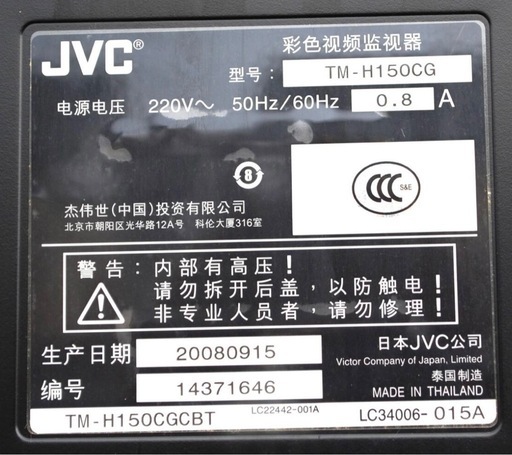 JVC®
彩色视频监视器
型号: TM-H150CG
电源电压 220V～ 50Hz/60Hz 0.8 A
8
CCC S&E
杰伟世(中国)投资有限公司
北京市朝阳区光华路12A号 科伦大厦316室
警告: 内部有高压!
请勿拆开后盖, 以防触电!
非专业人员者, 请勿修理!
生产日期 20080915
日本JVC公司
Victor Company of Japan, Limited
编号 14371646
泰国制造
MADE IN THAILAND
TM-H150CGCBT LC22442-001A LC34006-015A